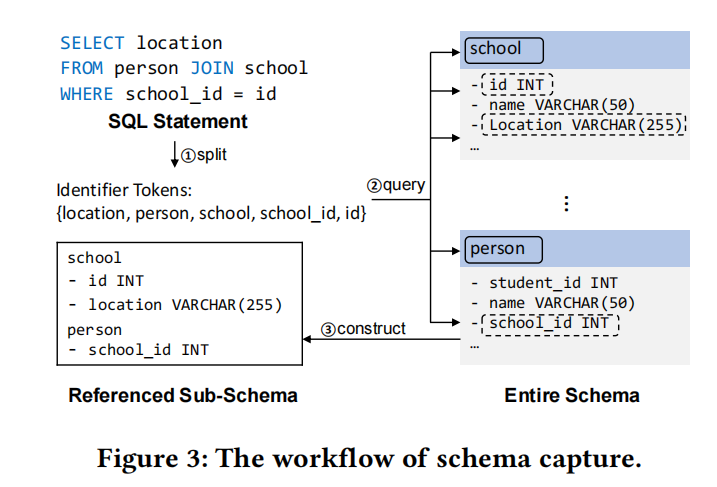 SELECT location
FROM person JOIN school
WHERE school_id = id
SQL Statement
①split
Identifier Tokens:
{location, person, school, school_id, id}
②query
school
- id INT
- name VARCHAR(50)
- Location VARCHAR(255)
…
⋮
person
- student_id INT
- name VARCHAR(50)
- school_id INT
…
Entire Schema
③construct
school
- id INT
- location VARCHAR(255)
person
- school_id INT
Referenced Sub-Schema
Figure 3: The workflow of schema capture.